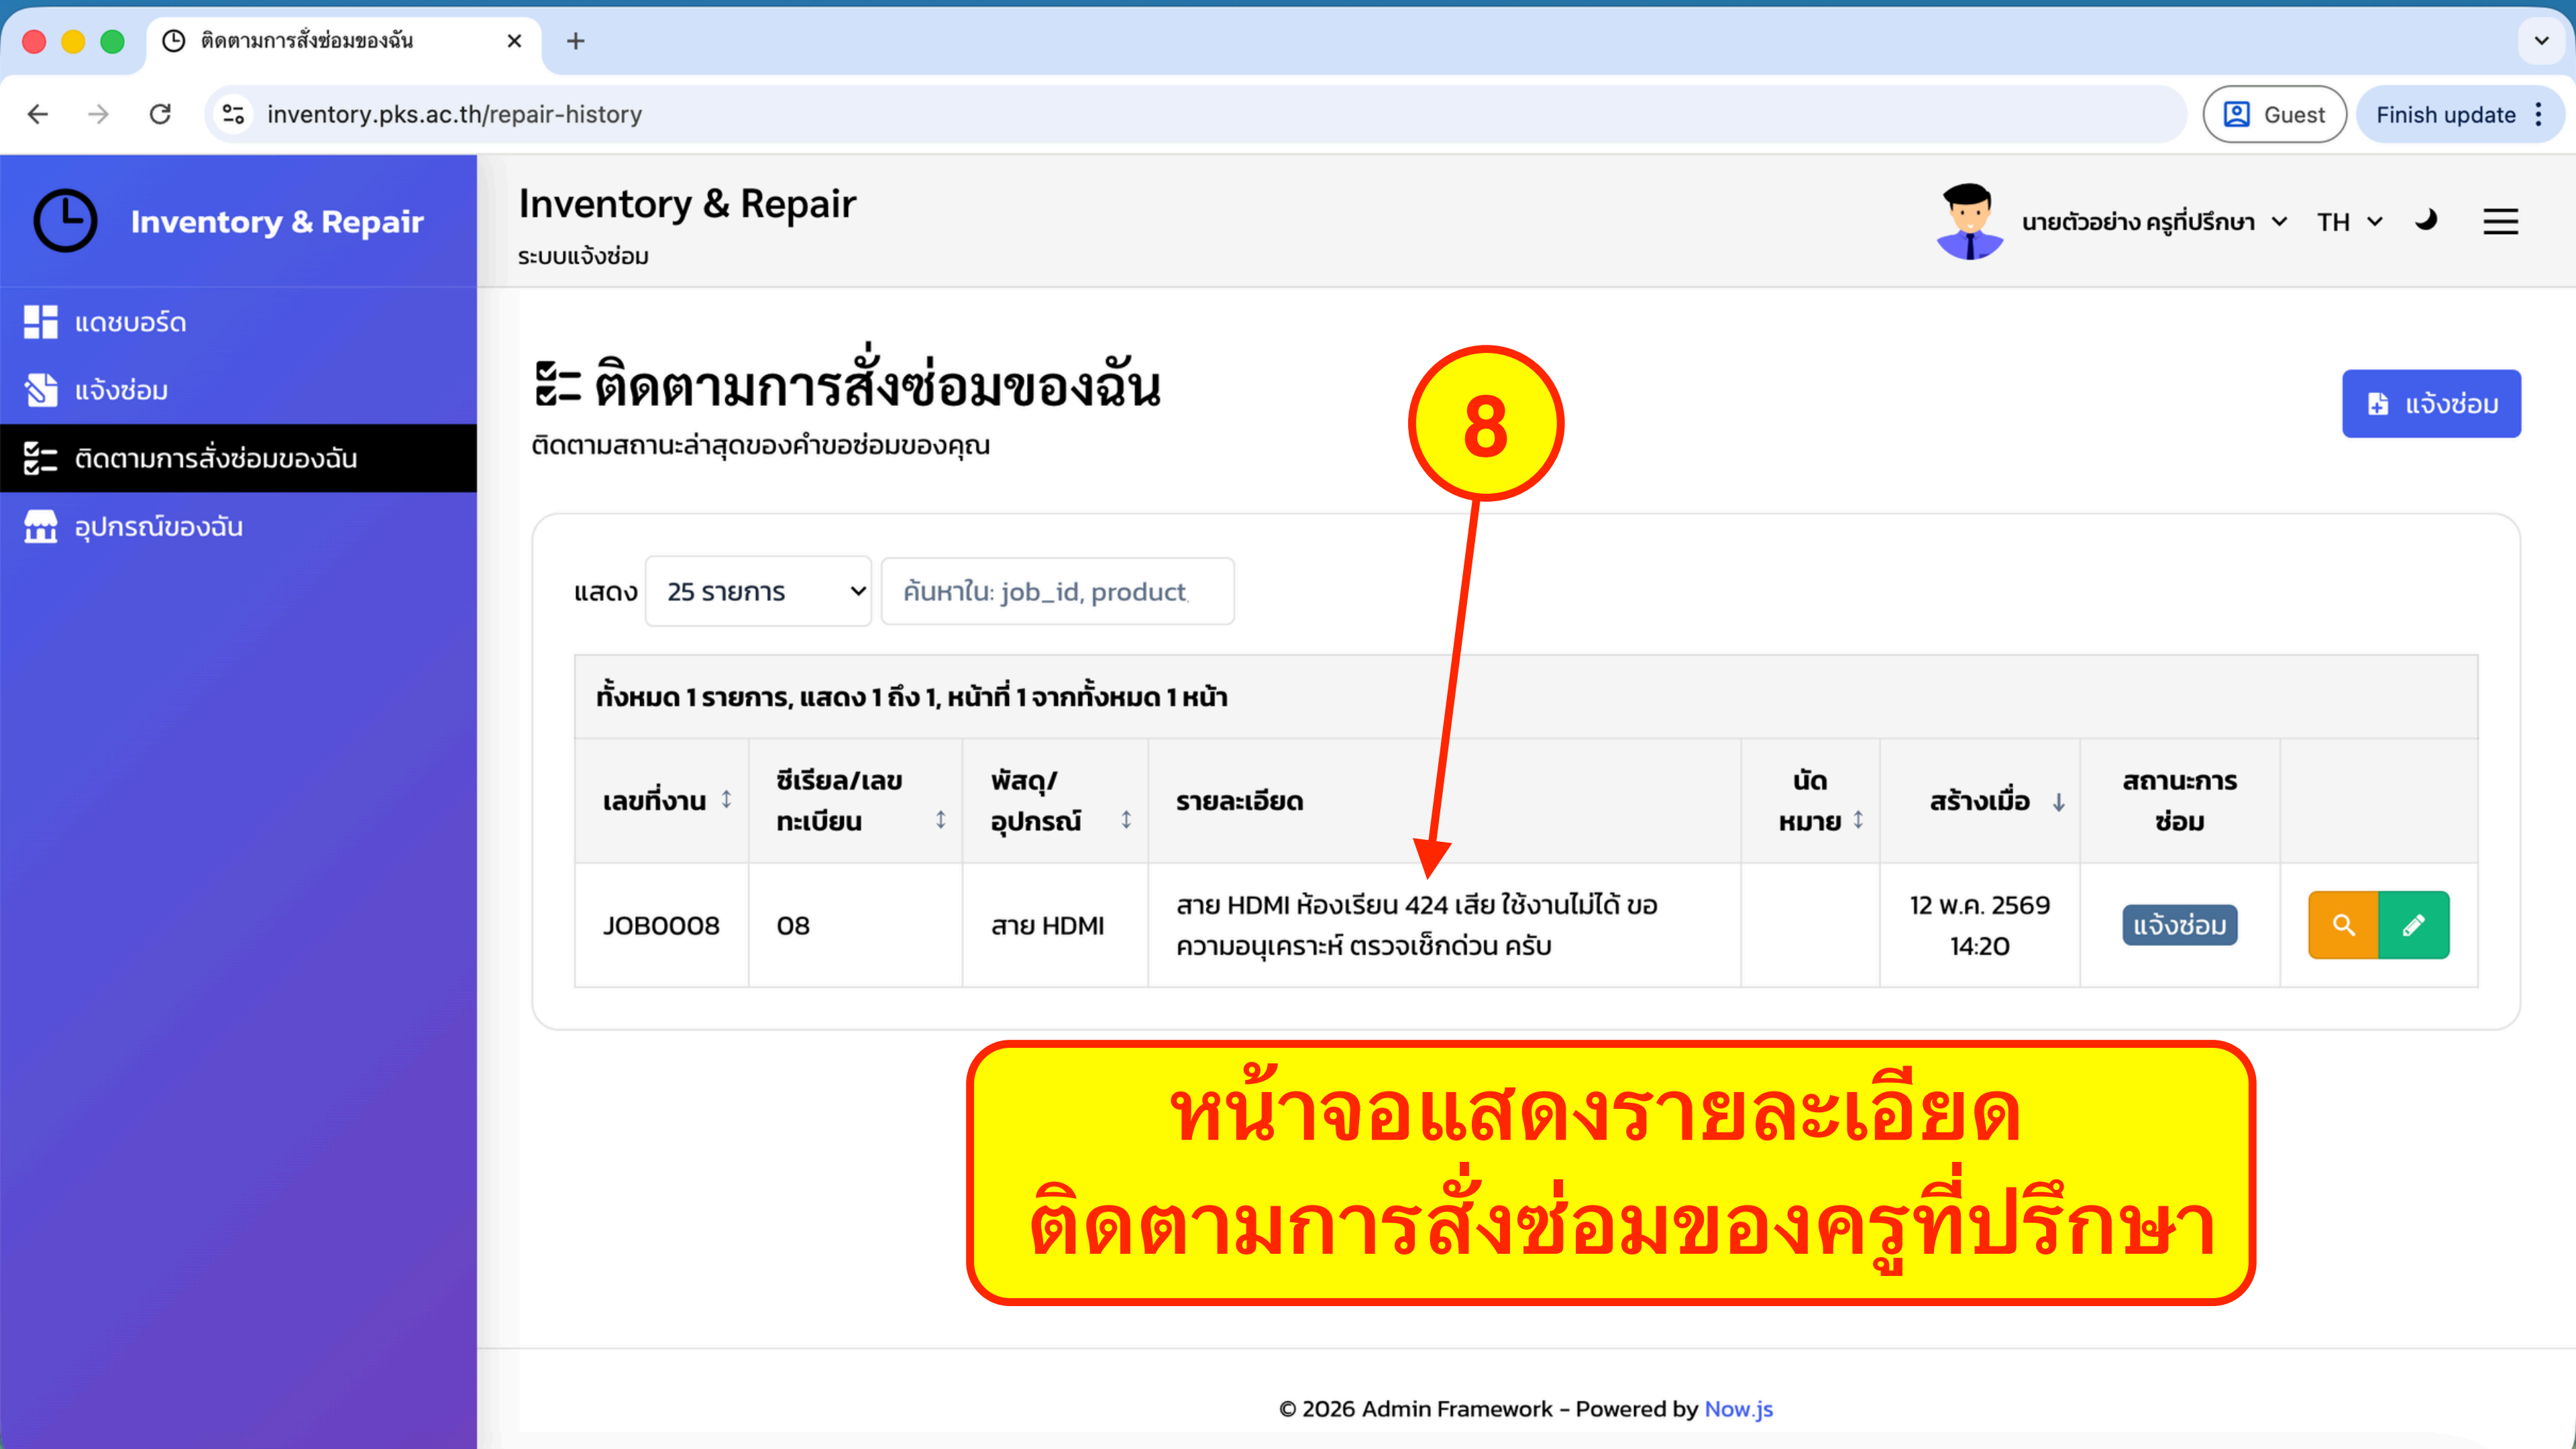 ติดตามการสั่งซ่อมของฉัน
inventory.pks.ac.th/repair-history
Guest
Finish update
Inventory & Repair
Inventory & Repair
ระบบแจ้งซ่อม
นายตัวอย่าง ครูที่ปรึกษา
TH
แดชบอร์ด
แจ้งซ่อม
ติดตามการสั่งซ่อมของฉัน
อุปกรณ์ของฉัน
ติดตามการสั่งซ่อมของฉัน
ติดตามสถานะล่าสุดของคำขอซ่อมของคุณ
8
แจ้งซ่อม
แสดง 25 รายการ ค้นหาใน: job_id, product
ทั้งหมด 1 รายการ, แสดง 1 ถึง 1, หน้าที่ 1 จากทั้งหมด 1 หน้า
เลขที่งาน
ซีเรียล/เลข
ทะเบียน
พัสดุ/
อุปกรณ์
รายละเอียด
นัด
หมาย
สร้างเมื่อ
สถานะการ
ซ่อม
JOB0008
08
สาย HDMI
สาย HDMI ห้องเรียน 424 เสีย ใช้งานไม่ได้ ขอ
ความอนุเคราะห์ ตรวจเช็กด่วน ครับ
12 พ.ค. 2569
14:20
แจ้งซ่อม
หน้าจอแสดงรายละเอียด
ติดตามการสั่งซ่อมของครูที่ปรึกษา
© 2026 Admin Framework - Powered by Now.js